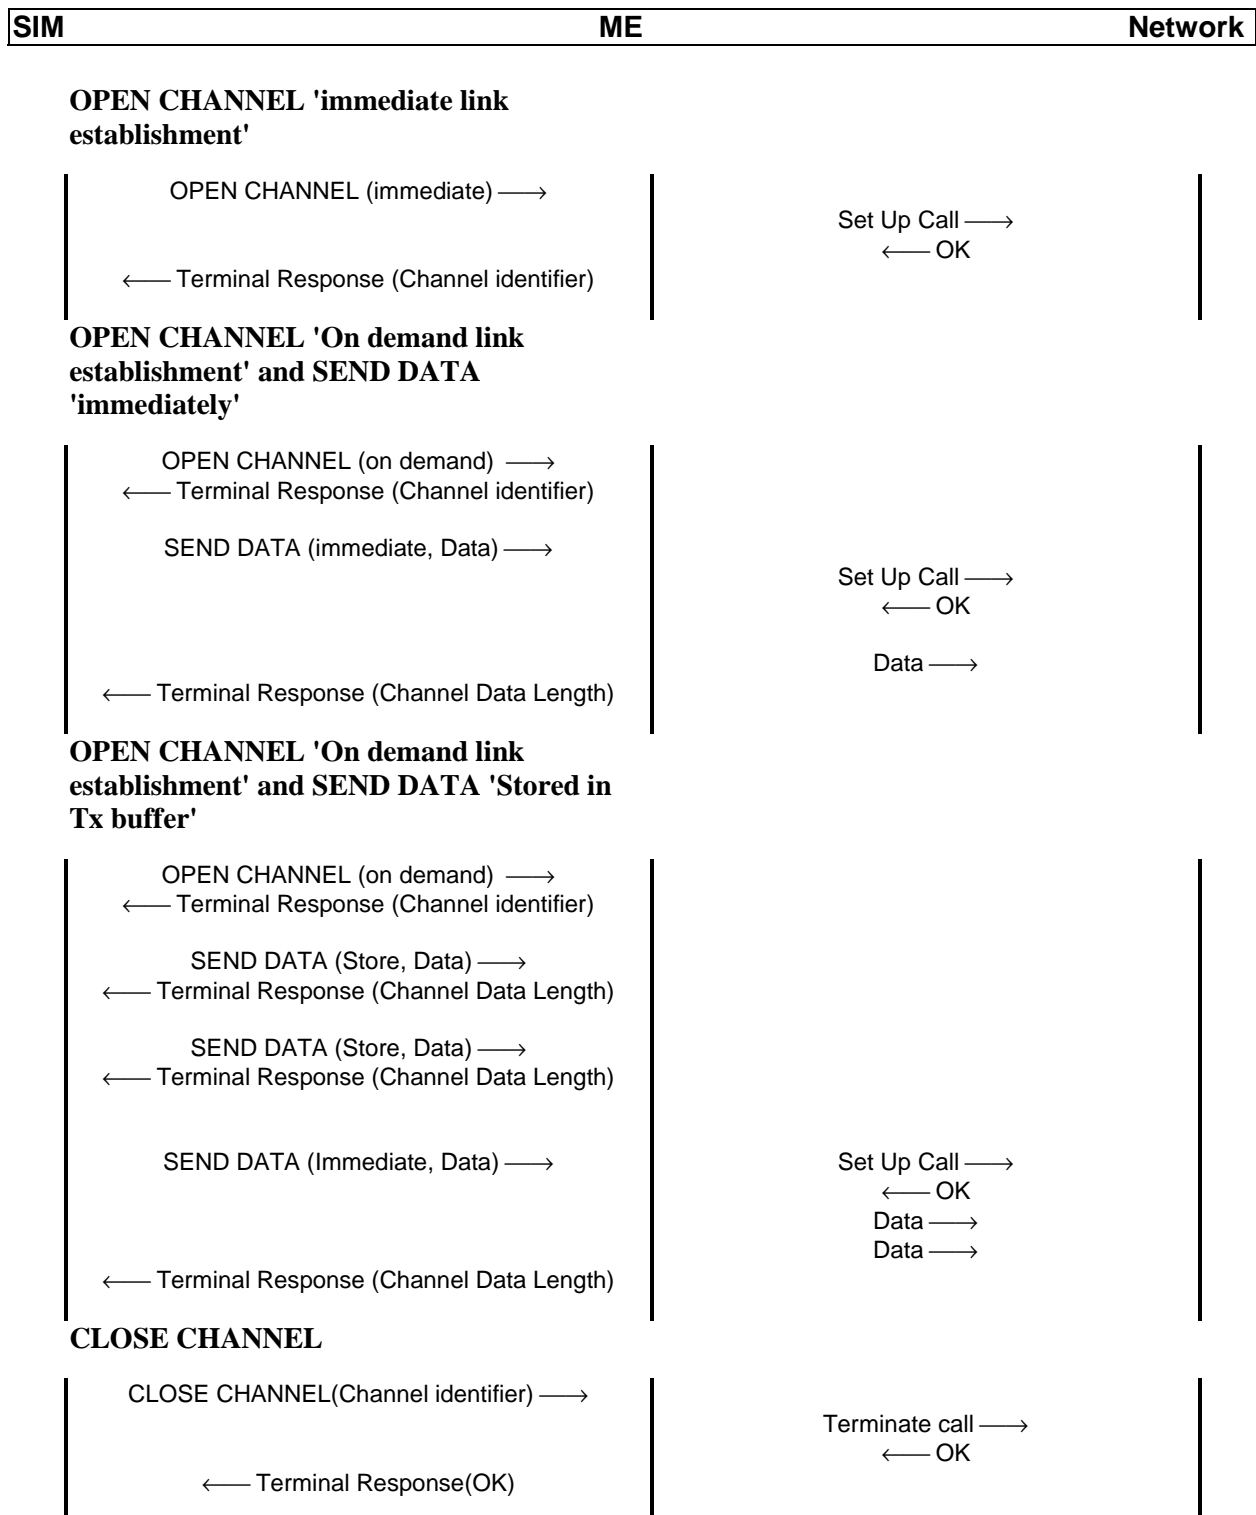 SIM ME Network
OPEN CHANNEL 'immediate link
establishment'
OPEN CHANNEL (immediate) ⟶
Set Up Call ⟶
⟵ OK
⟵ Terminal Response (Channel identifier)
OPEN CHANNEL 'On demand link
establishment' and SEND DATA
'immediately'
OPEN CHANNEL (on demand) ⟶
⟵ Terminal Response (Channel identifier)
SEND DATA (immediate, Data) ⟶
Set Up Call ⟶
⟵ OK
Data ⟶
⟵ Terminal Response (Channel Data Length)
OPEN CHANNEL 'On demand link
establishment' and SEND DATA 'Stored in
Tx buffer'
OPEN CHANNEL (on demand) ⟶
⟵ Terminal Response (Channel identifier)
SEND DATA (Store, Data) ⟶
⟵ Terminal Response (Channel Data Length)
SEND DATA (Store, Data) ⟶
⟵ Terminal Response (Channel Data Length)
SEND DATA (Immediate, Data) ⟶ Set Up Call ⟶
⟵ OK
Data ⟶
Data ⟶
⟵ Terminal Response (Channel Data Length)
CLOSE CHANNEL
CLOSE CHANNEL(Channel identifier) ⟶
Terminate call ⟶
⟵ OK
⟵ Terminal Response(OK)